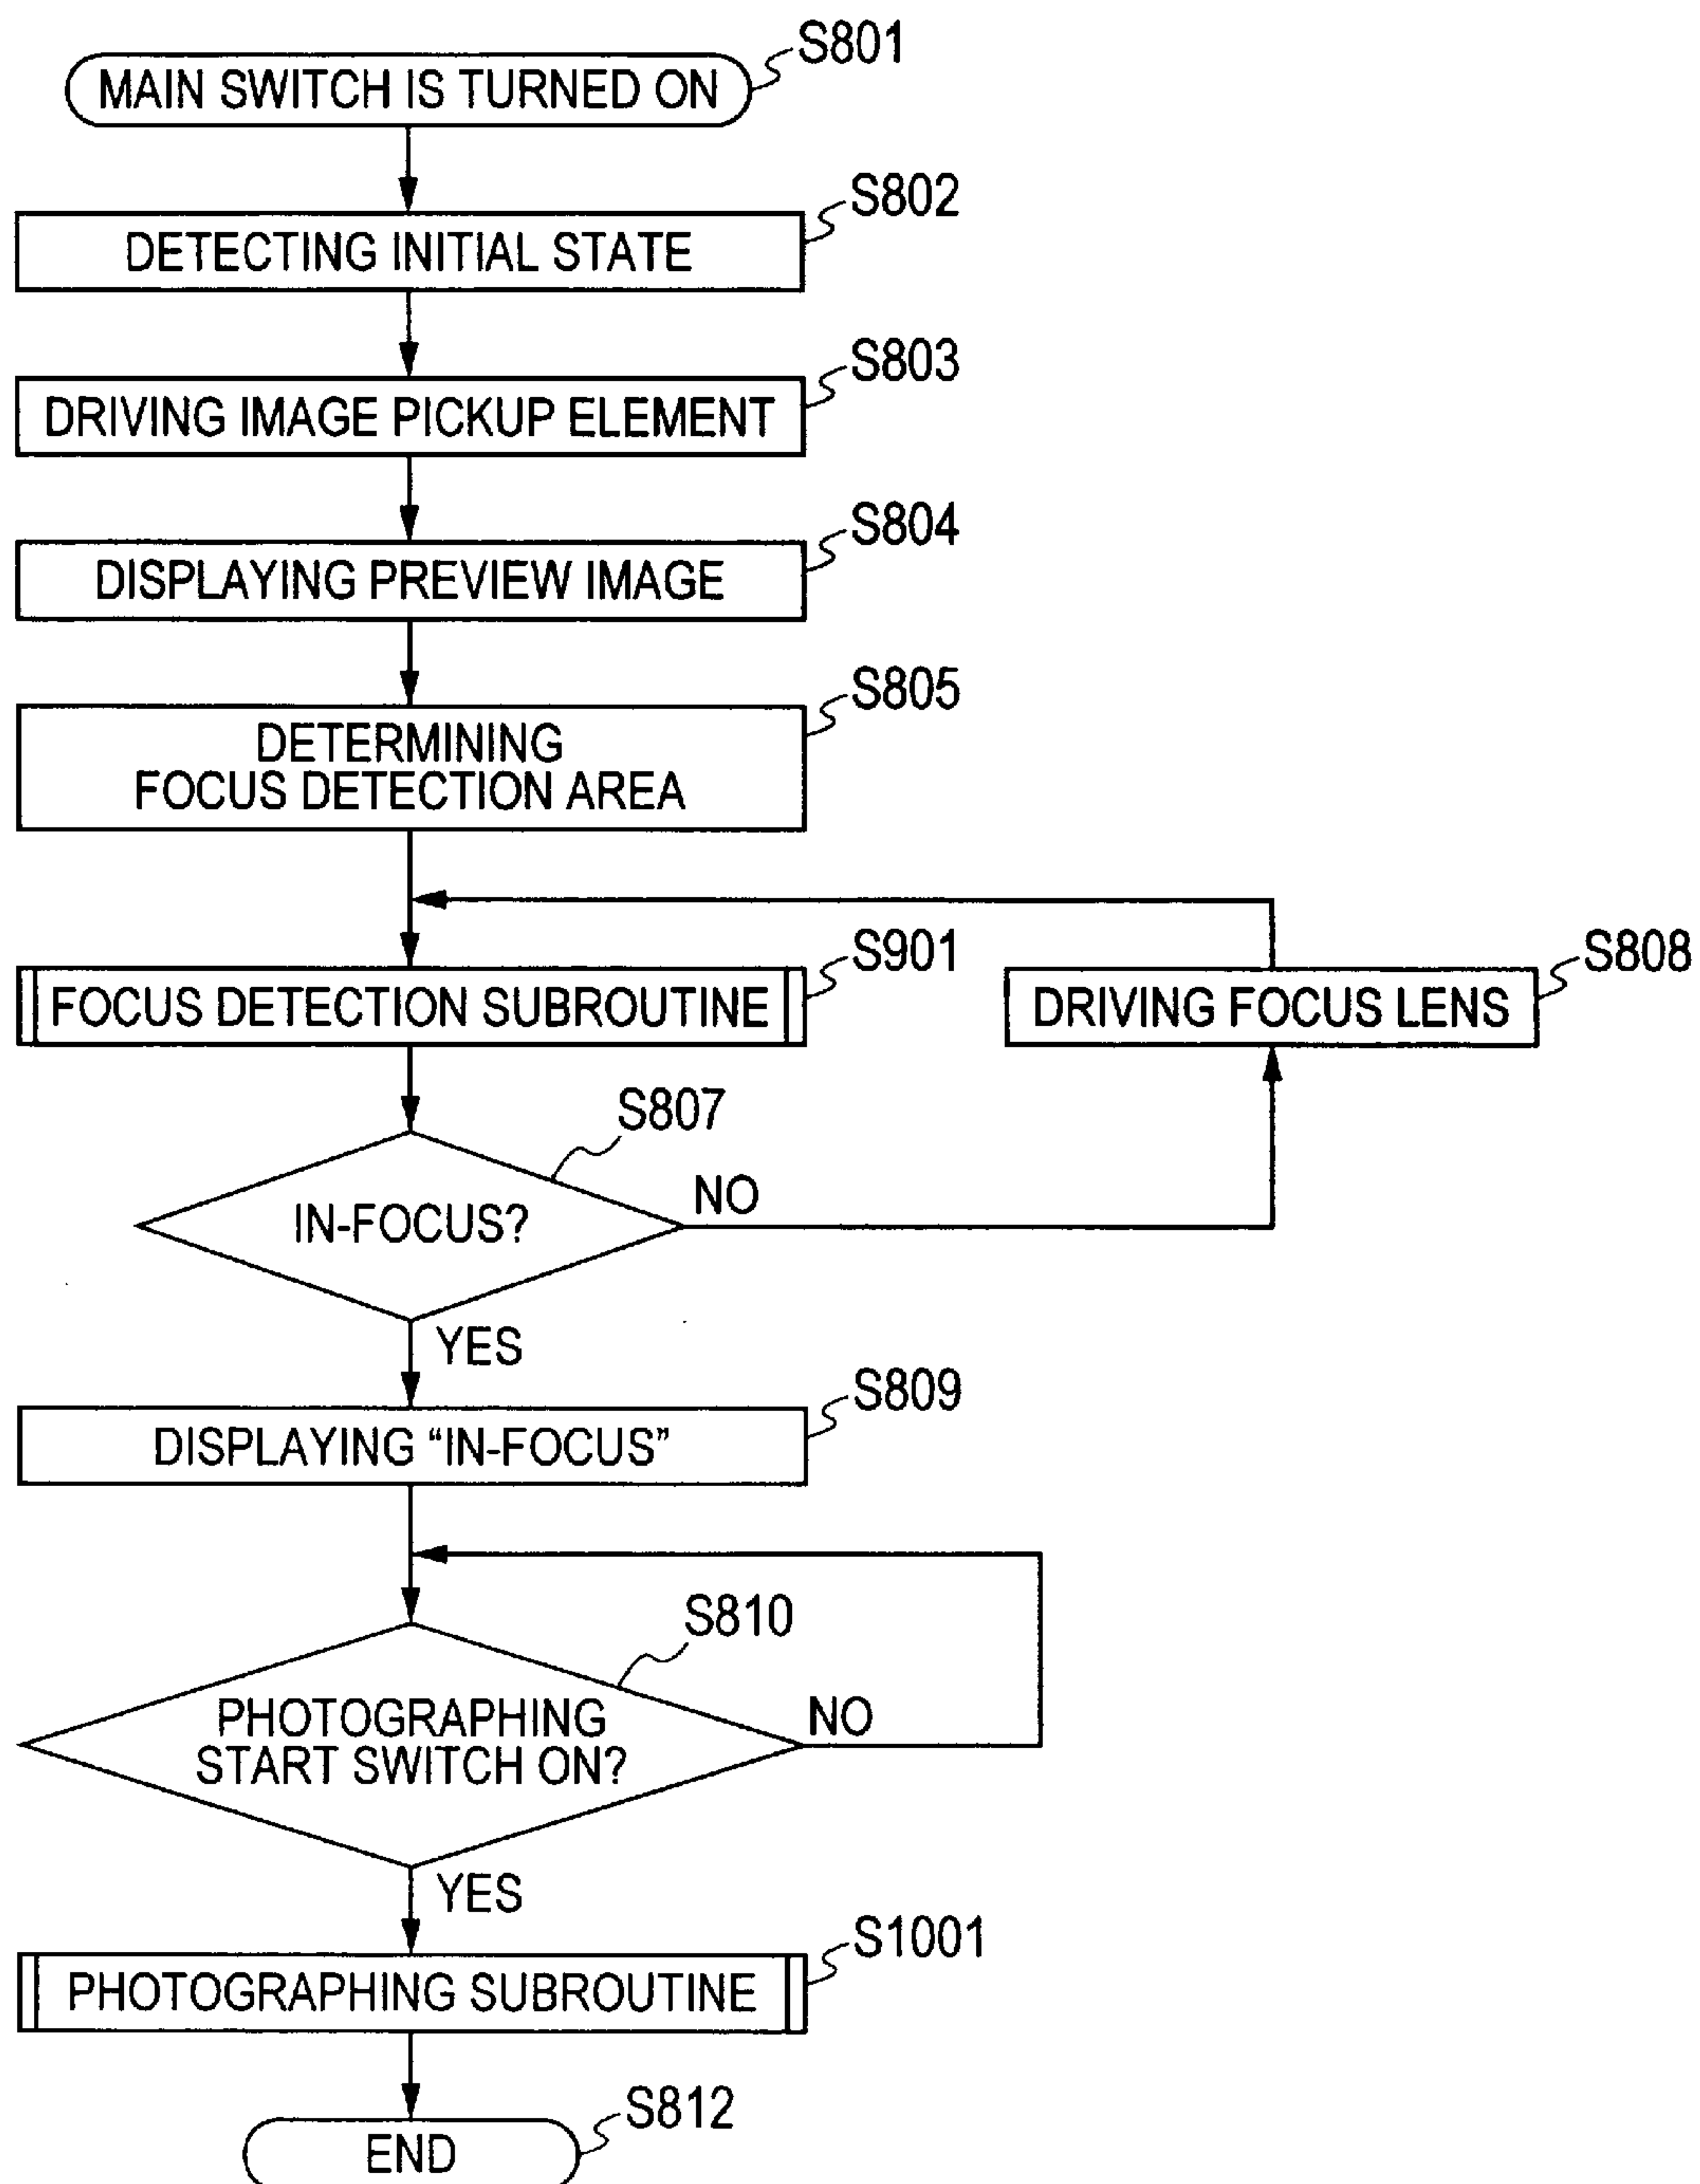 S801
MAIN SWITCH IS TURNED ON
S802
DETECTING INITIAL STATE
S803
DRIVING IMAGE PICKUP ELEMENT
S804
DISPLAYING PREVIEW IMAGE
S805
DETERMINING
FOCUS DETECTION AREA
S901
FOCUS DETECTION SUBROUTINE
S808
DRIVING FOCUS LENS
S807
IN-FOCUS?
NO
YES
S809
DISPLAYING “IN-FOCUS”
S810
PHOTOGRAPHING
START SWITCH ON?
NO
YES
S1001
PHOTOGRAPHING SUBROUTINE
S812
END